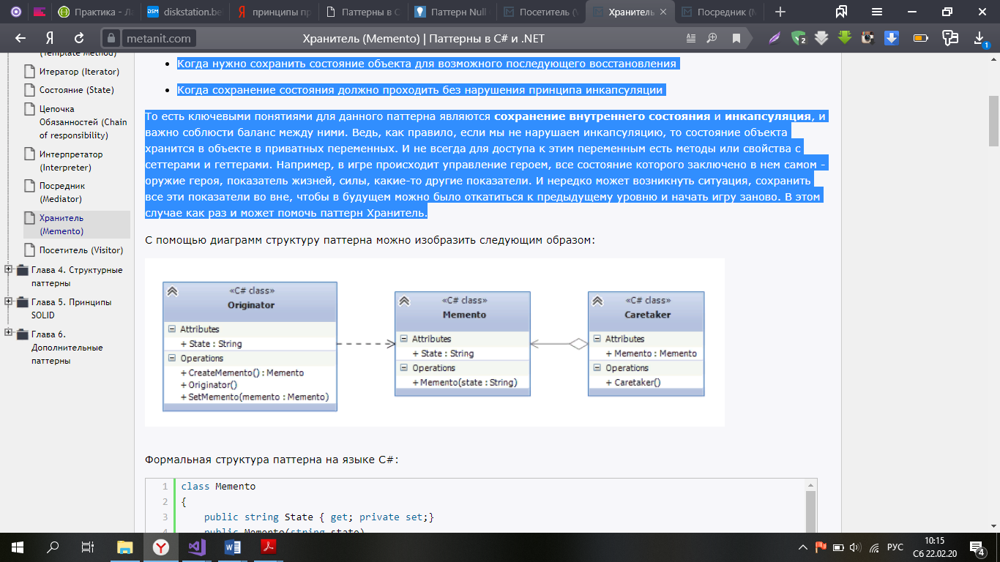 Практика - Ла
diskstation.be
принципы пр
Паттерны в C
Паттерн Null
Посетитель (V
Хранитель
Посредник (M
metanit.com
Хранитель (Memento) | Паттерны в C# и .NET
2
1
(Template Method)
Итератор (Iterator)
Состояние (State)
Цепочка
Обязанностей (Chain
of responsibility)
Интерпретатор
(Interpreter)
Посредник
(Mediator)
Хранитель
(Memento)
Посетитель (Visitor)
Глава 4. Структурные
паттерны
Глава 5. Принципы
SOLID
Глава 6.
Дополнительные
паттерны
• Когда нужно сохранить состояние объекта для возможного последующего восстановления
• Когда сохранение состояния должно проходить без нарушения принципа инкапсуляции
То есть ключевыми понятиями для данного паттерна являются сохранение внутреннего состояния и инкапсуляция, и
важно соблюсти баланс между ними. Ведь, как правило, если мы не нарушаем инкапсуляцию, то состояние объекта
хранится в объекте в приватных переменных. И не всегда для доступа к этим переменным есть методы или свойства с
сеттерами и геттерами. Например, в игре происходит управление героем, все состояние которого заключено в нем самом -
оружие героя, показатель жизней, силы, какие-то другие показатели. И нередко может возникнуть ситуация, сохранить
все эти показатели во вне, чтобы в будущем можно было откатиться к предыдущему уровню и начать игру заново. В этом
случае как раз и может помочь паттерн Хранитель.
С помощью диаграмм структуру паттерна можно изобразить следующим образом:
«C# class»
Originator
Attributes
+ State : String
Operations
+ CreateMemento() : Memento
+ Originator()
+ SetMemento(memento : Memento)
«C# class»
Memento
Attributes
+ State : String
Operations
+ Memento(state : String)
«C# class»
Caretaker
Attributes
+ Memento : Memento
Operations
+ Caretaker()
Формальная структура паттерна на языке C#:
1 class Memento
2 {
3 public string State { get; private set;}
4 public Memento(string state)
РУС
10:15
Сб 22.02.20
4